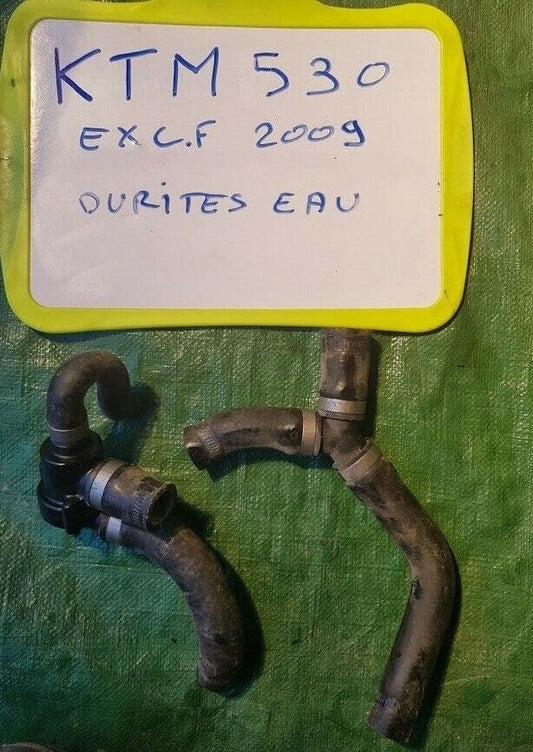 KTM 530
EXC.F 2009
DURITES EAU